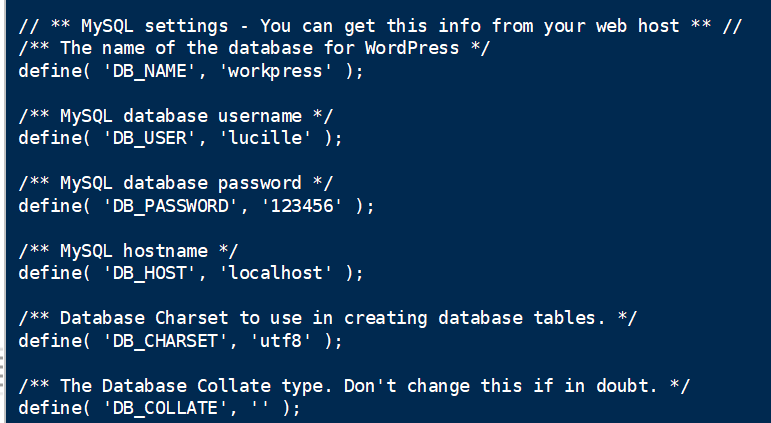 // ** MySQL settings - You can get this info from your web host ** //
/** The name of the database for WordPress */
define( 'DB_NAME', 'workpress' );
/** MySQL database username */
define( 'DB_USER', 'lucille' );
/** MySQL database password */
define( 'DB_PASSWORD', '123456' );
/** MySQL hostname */
define( 'DB_HOST', 'localhost' );
/** Database Charset to use in creating database tables. */
define( 'DB_CHARSET', 'utf8' );
/** The Database Collate type. Don't change this if in doubt. */
define( 'DB_COLLATE', '' );